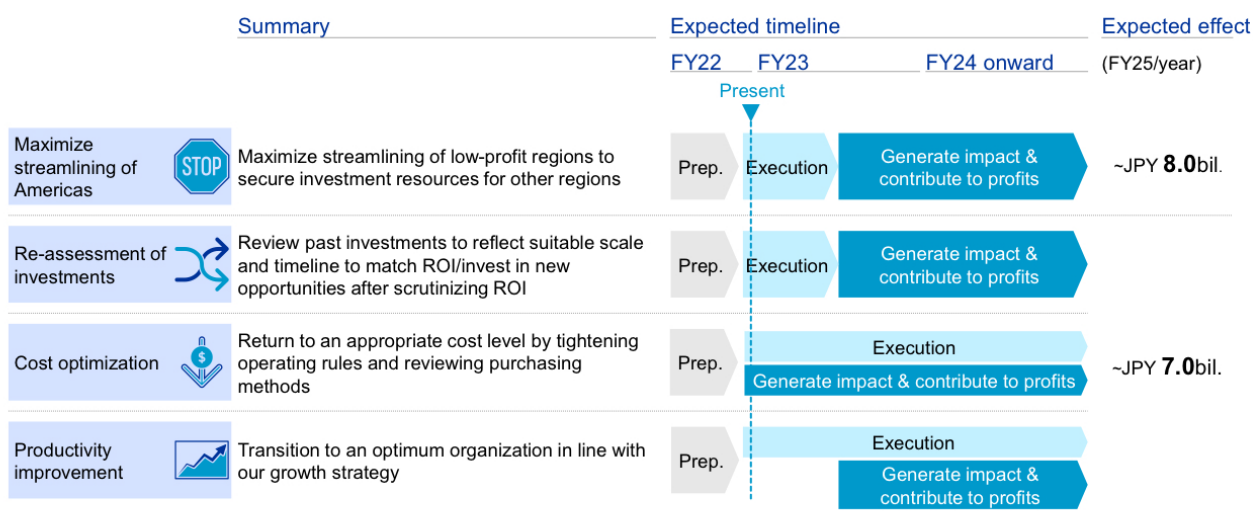 Summary
Expected timeline
Expected effect
FY22
FY23
FY24 onward
(FY25/year)
Present
Maximize
streamlining of
Americas
STOP
Maximize streamlining of low-profit regions to
secure investment resources for other regions
Prep.
Execution
Generate impact &
contribute to profits
~JPY 8.0bil.
Re-assessment of
investments
Review past investments to reflect suitable scale
and timeline to match ROI/invest in new
opportunities after scrutinizing ROI
Prep.
Execution
Generate impact &
contribute to profits
Cost optimization
$
Return to an appropriate cost level by tightening
operating rules and reviewing purchasing
methods
Prep.
Execution
Generate impact & contribute to profits
~JPY 7.0bil.
Productivity
improvement
Transition to an optimum organization in line with
our growth strategy
Prep.
Execution
Generate impact &
contribute to profits